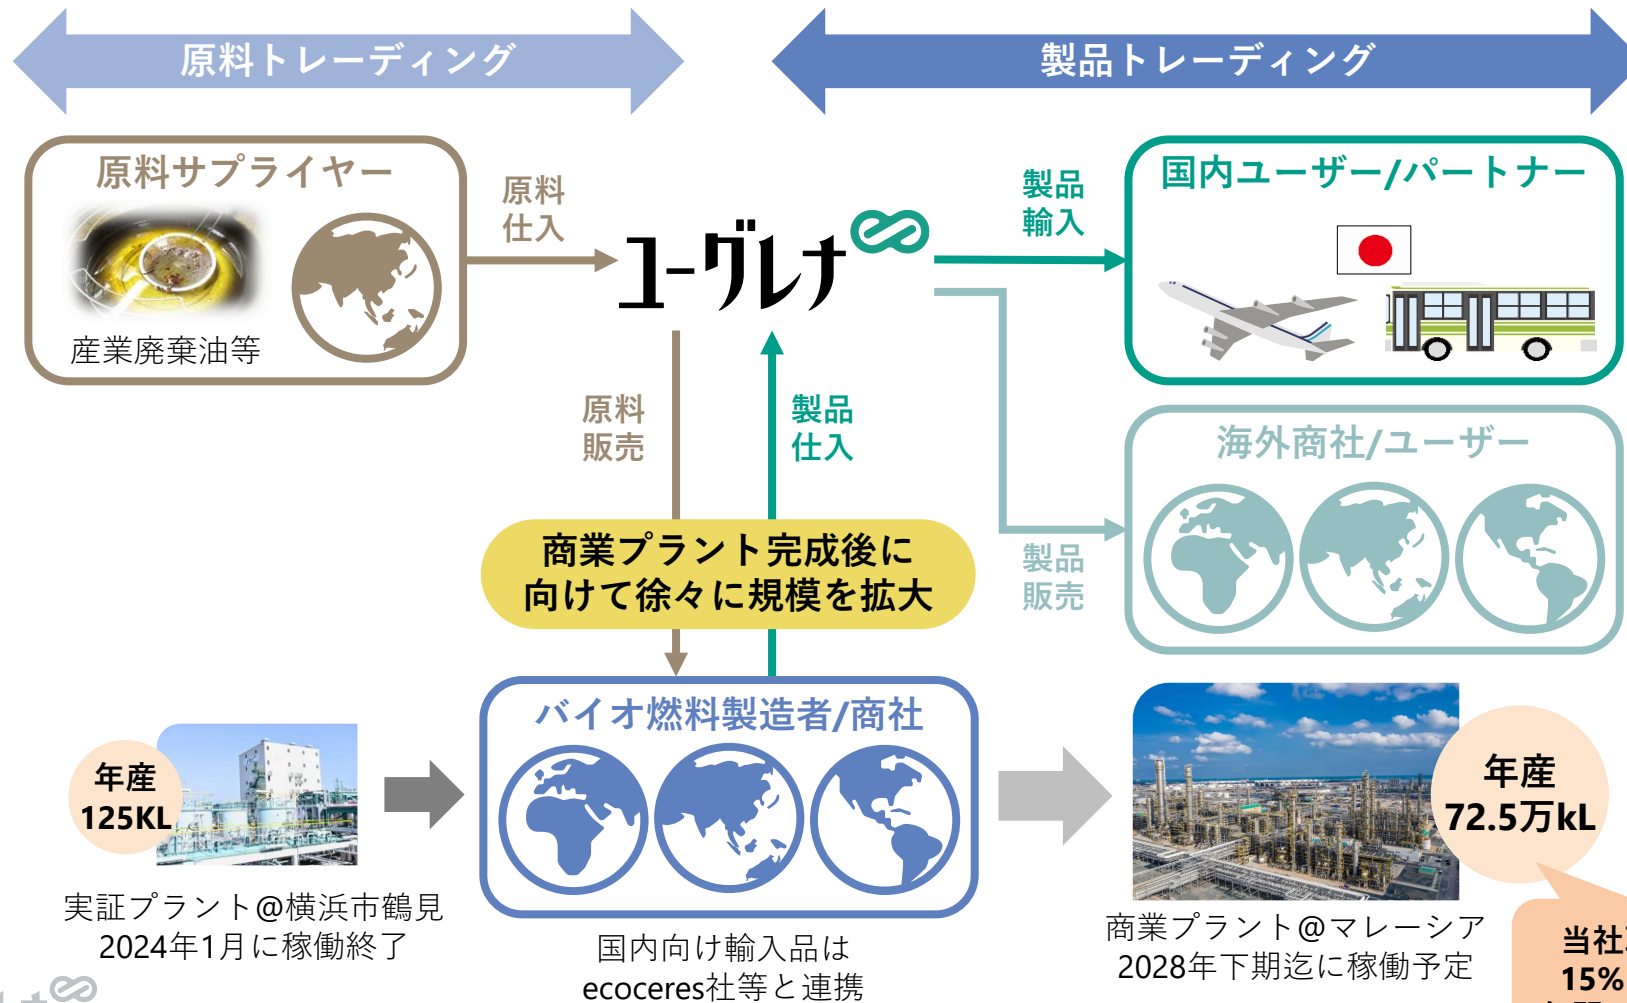 原料トレーディング
製品トレーディング
原料サプライヤー
産業廃棄油等
原料
仕入
ユーグレナ
製品
輸入
国内ユーザー/パートナー
原料
販売
製品
仕入
海外商社/ユーザー
製品
販売
商業プラント完成後に
向けて徐々に規模を拡大
バイオ燃料製造者/商社
年産
125KL
実証プラント@横浜市鶴見
2024年1月に稼働終了
国内向け輸入品は
ecoceres社等と連携
年産
72.5万kL
商業プラント@マレーシア
2028年下期迄に稼働予定
当社
15%